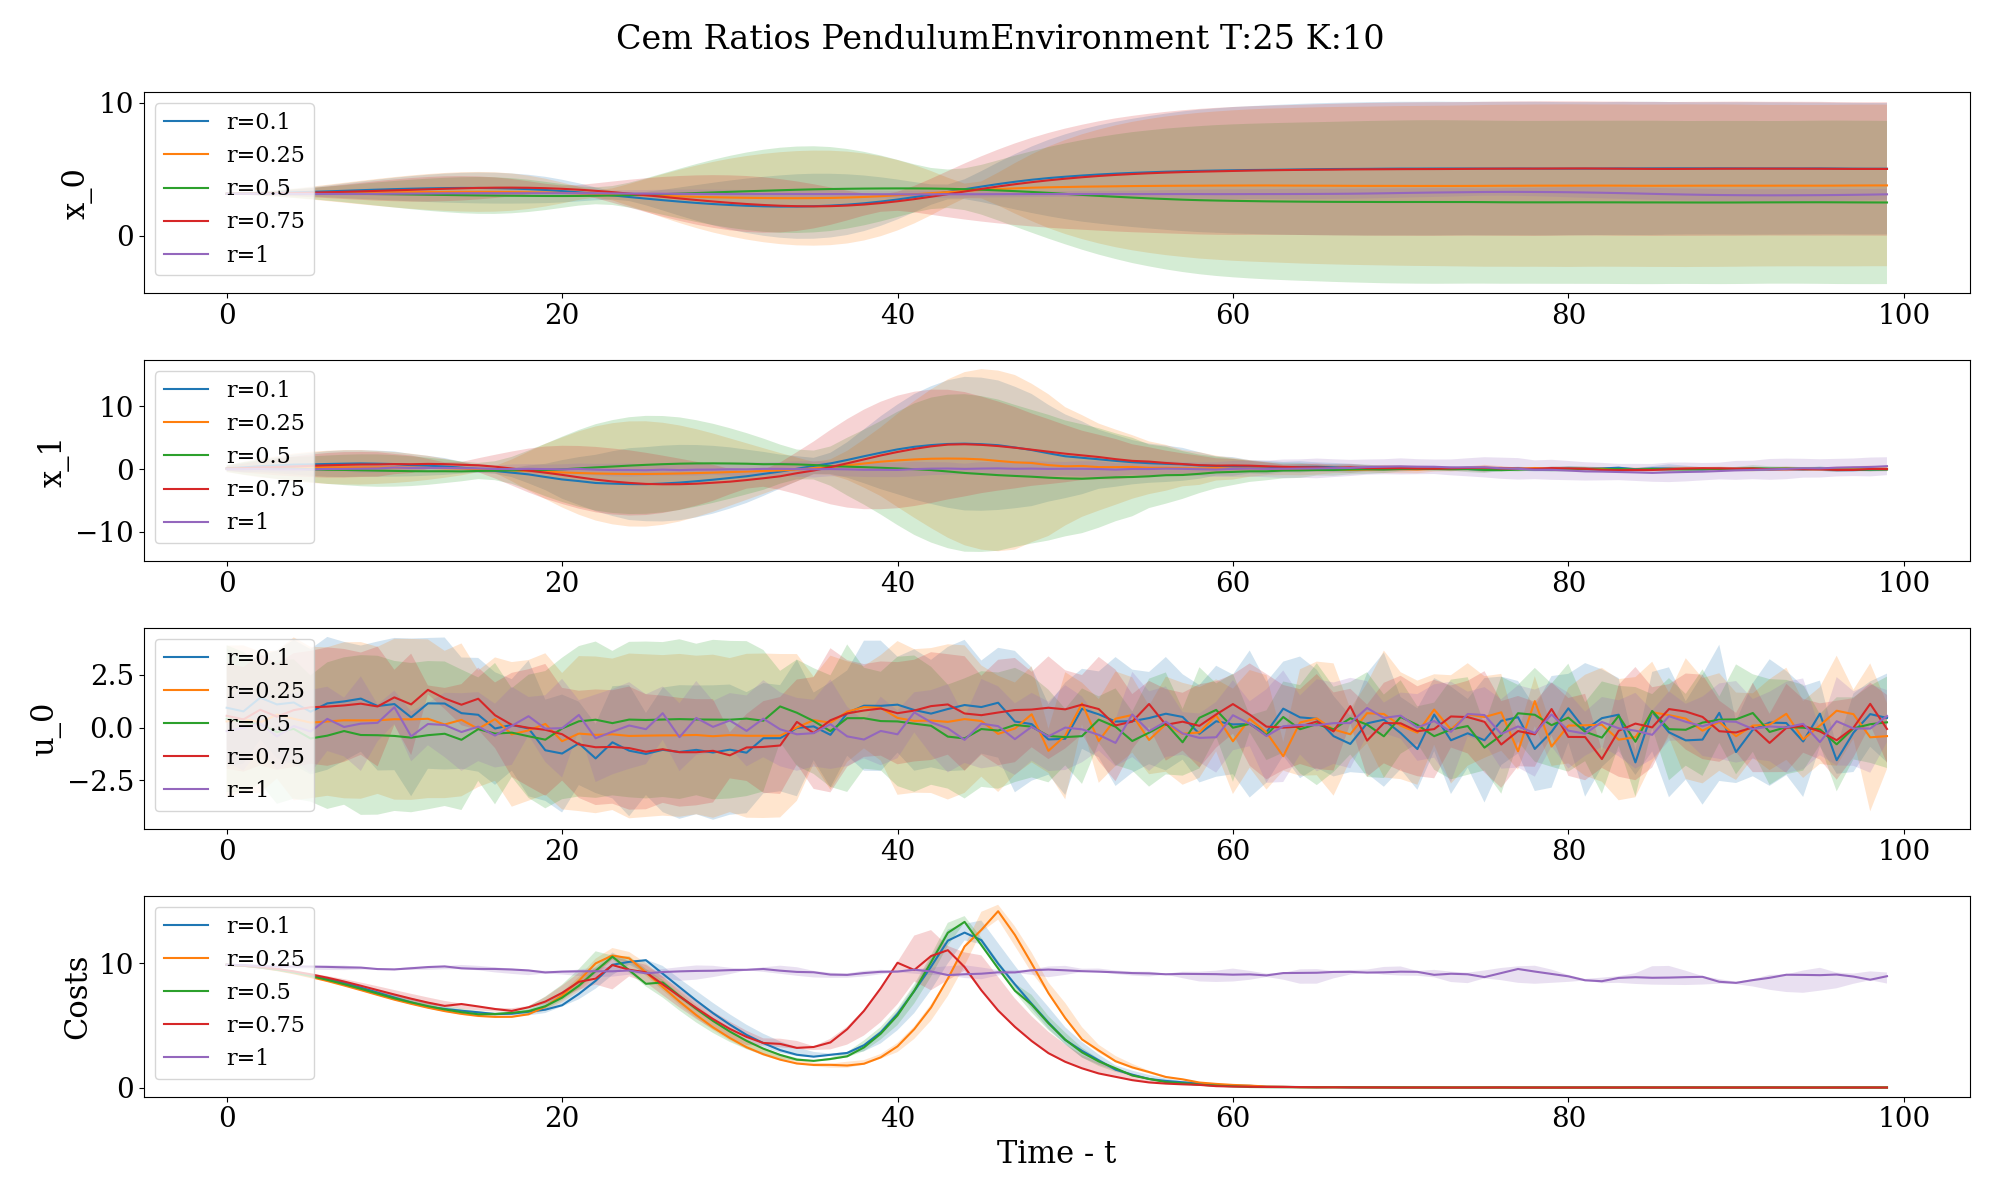 Cem Ratios PendulumEnvironment T:25 K:10
x_0
10
0
r=0.1
r=0.25
r=0.5
r=0.75
r=1
0 20 40 60 80 100
x_1
10
0
−10
r=0.1
r=0.25
r=0.5
r=0.75
r=1
0 20 40 60 80 100
u_0
2.5
0.0
−2.5
r=0.1
r=0.25
r=0.5
r=0.75
r=1
0 20 40 60 80 100
Costs
10
0
r=0.1
r=0.25
r=0.5
r=0.75
r=1
0 20 40 60 80 100
Time - t